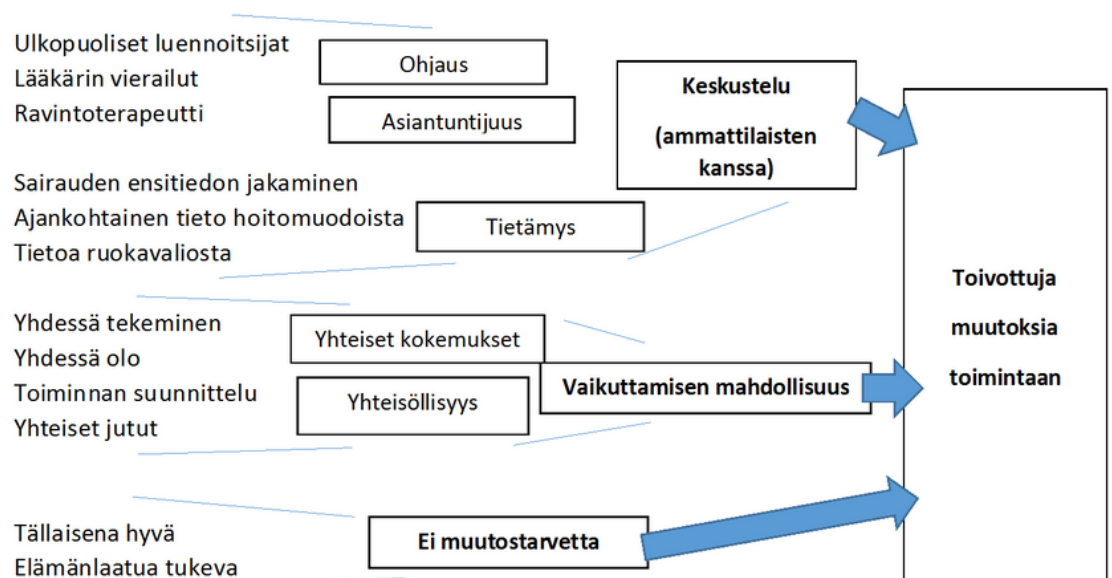 Ulkopuoliset luennoitsijat
Lääkärin vierailut
Ravintoterapeutti
Ohjaus
Asiantuntijuus
Sairauden ensitiedon jakaminen
Ajankohtainen tieto hoitomuodoista
Tietoa ruokavaliosta
Tietämys
Keskustelu
(ammattilaisten
kanssa)
Yhdessä tekeminen
Yhdessä olo
Toiminnan suunnittelu
Yhteiset jutut
Yhteiset kokemukset
Yhteisöllisyys
Vaikuttamisen mahdollisuus
Tällaisena hyvä
Elämänlaatua tukeva
Ei muutostarvetta
Toivottuja
muutoksia
toimintaan